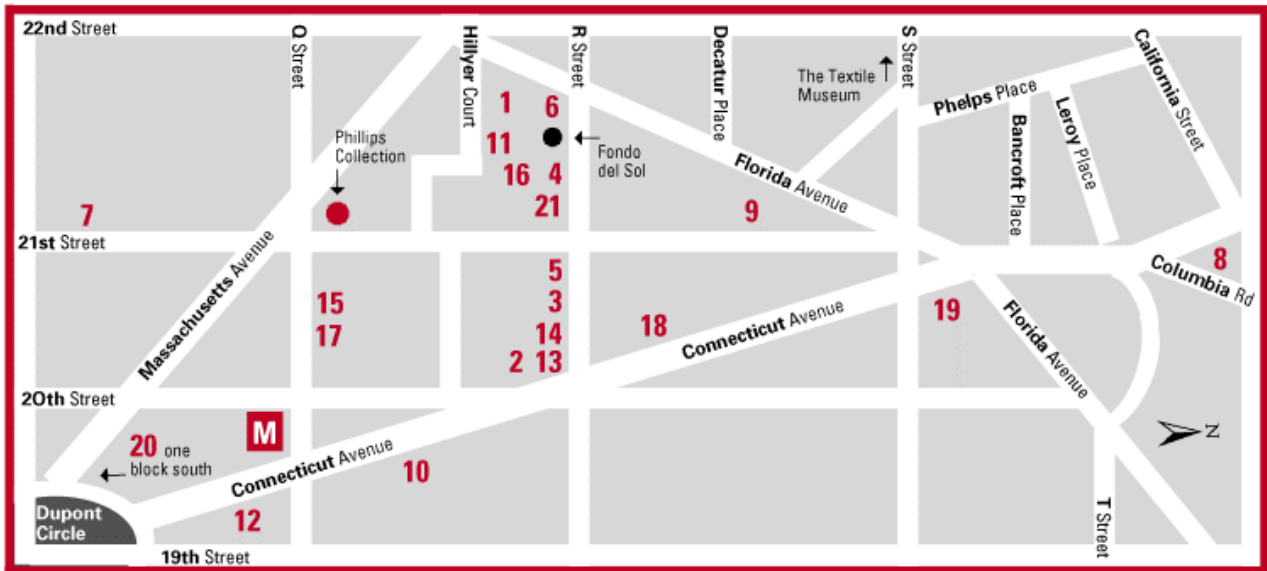 22nd Street
Q Street
Hillyer Court
R Street
Decatur Place
S Street
California Street
The Textile
Museum
Phelps Place
Bancroft Place
Leroy Place
1
6
Phillips
Collection
11
Fondo
del Sol
16
4
21
Florida Avenue
7
9
21st Street
Massachusetts Avenue
5
8
Columbia Rd
15
3
18
19
17
14
2
13
Connecticut Avenue
Florida Avenue
20th Street
M
20 one
block south
Connecticut Avenue
10
N
Dupont
Circle
12
T Street
19th Street